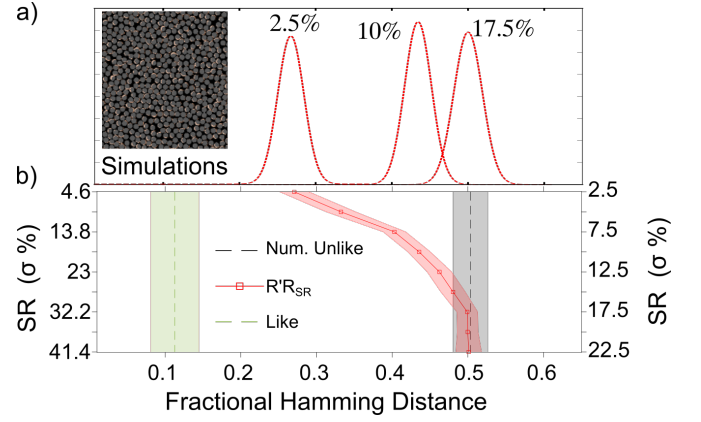 a)
2.5% 10% 17.5%
Simulations
b)
4.6 2.5
13.8 7.5
23 12.5
32.2 17.5
41.4 22.5
SR (σ %)
SR (σ %)
Num. Unlike
R'R_SR
Like
0.1 0.2 0.3 0.4 0.5 0.6
Fractional Hamming Distance